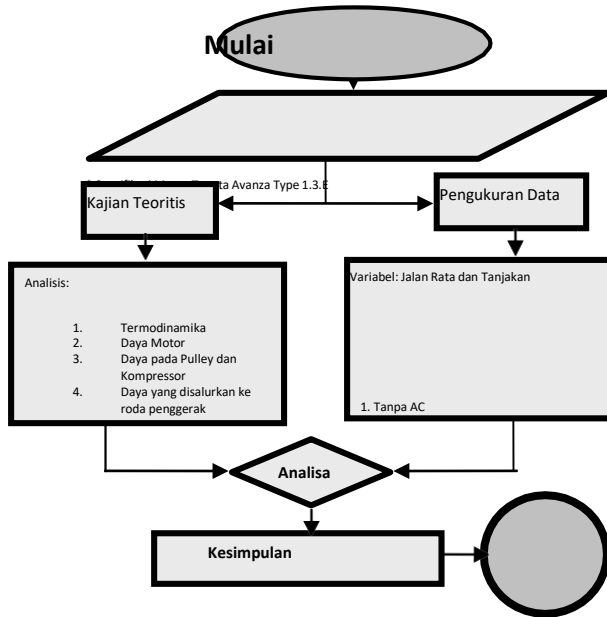 Mulai
ta Avanza Type 1.3.E
Kajian Teoritis
Pengukuran Data
Analisis:
1. Termodinamika
2. Daya Motor
3. Daya pada Pulley dan
Kompressor
4. Daya yang disalurkan ke
roda penggerak
Variabel: Jalan Rata dan Tanjakan
1. Tanpa AC
Analisa
Kesimpulan